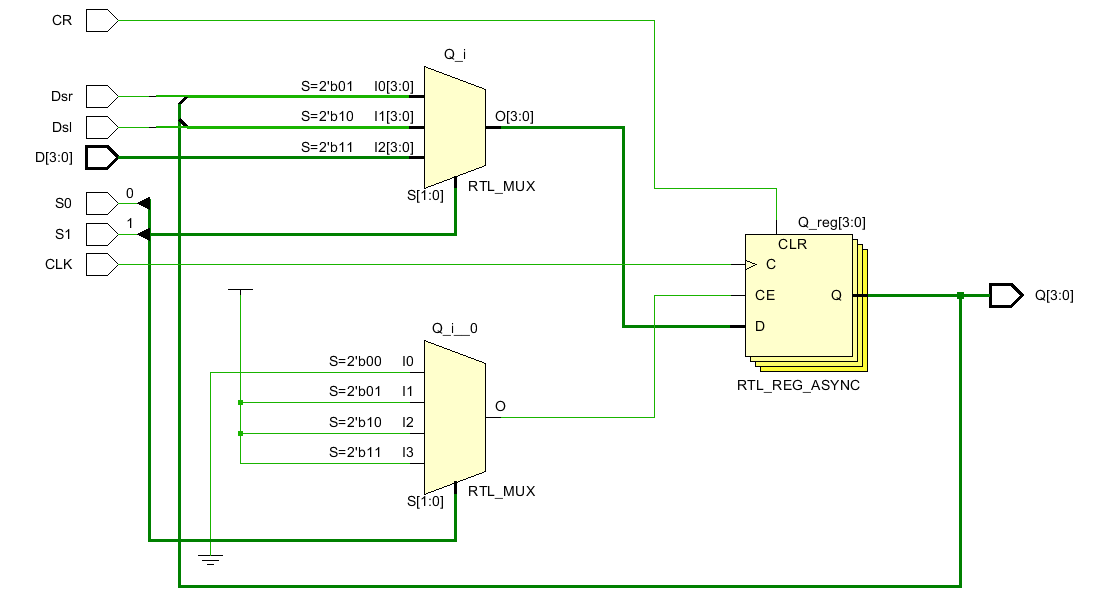 CR
Q_i
Dsr
S=2'b01 I0[3:0]
Dsl
S=2'b10 I1[3:0]
O[3:0]
D[3:0]
S=2'b11 I2[3:0]
S[1:0]
RTL_MUX
S0
0
S1
1
CLK
Q_reg[3:0]
CLR
C
CE
Q
D
Q[3:0]
RTL_REG_ASYNC
Q_i__0
S=2'b00 I0
S=2'b01 I1
O
S=2'b10 I2
S=2'b11 I3
S[1:0]
RTL_MUX